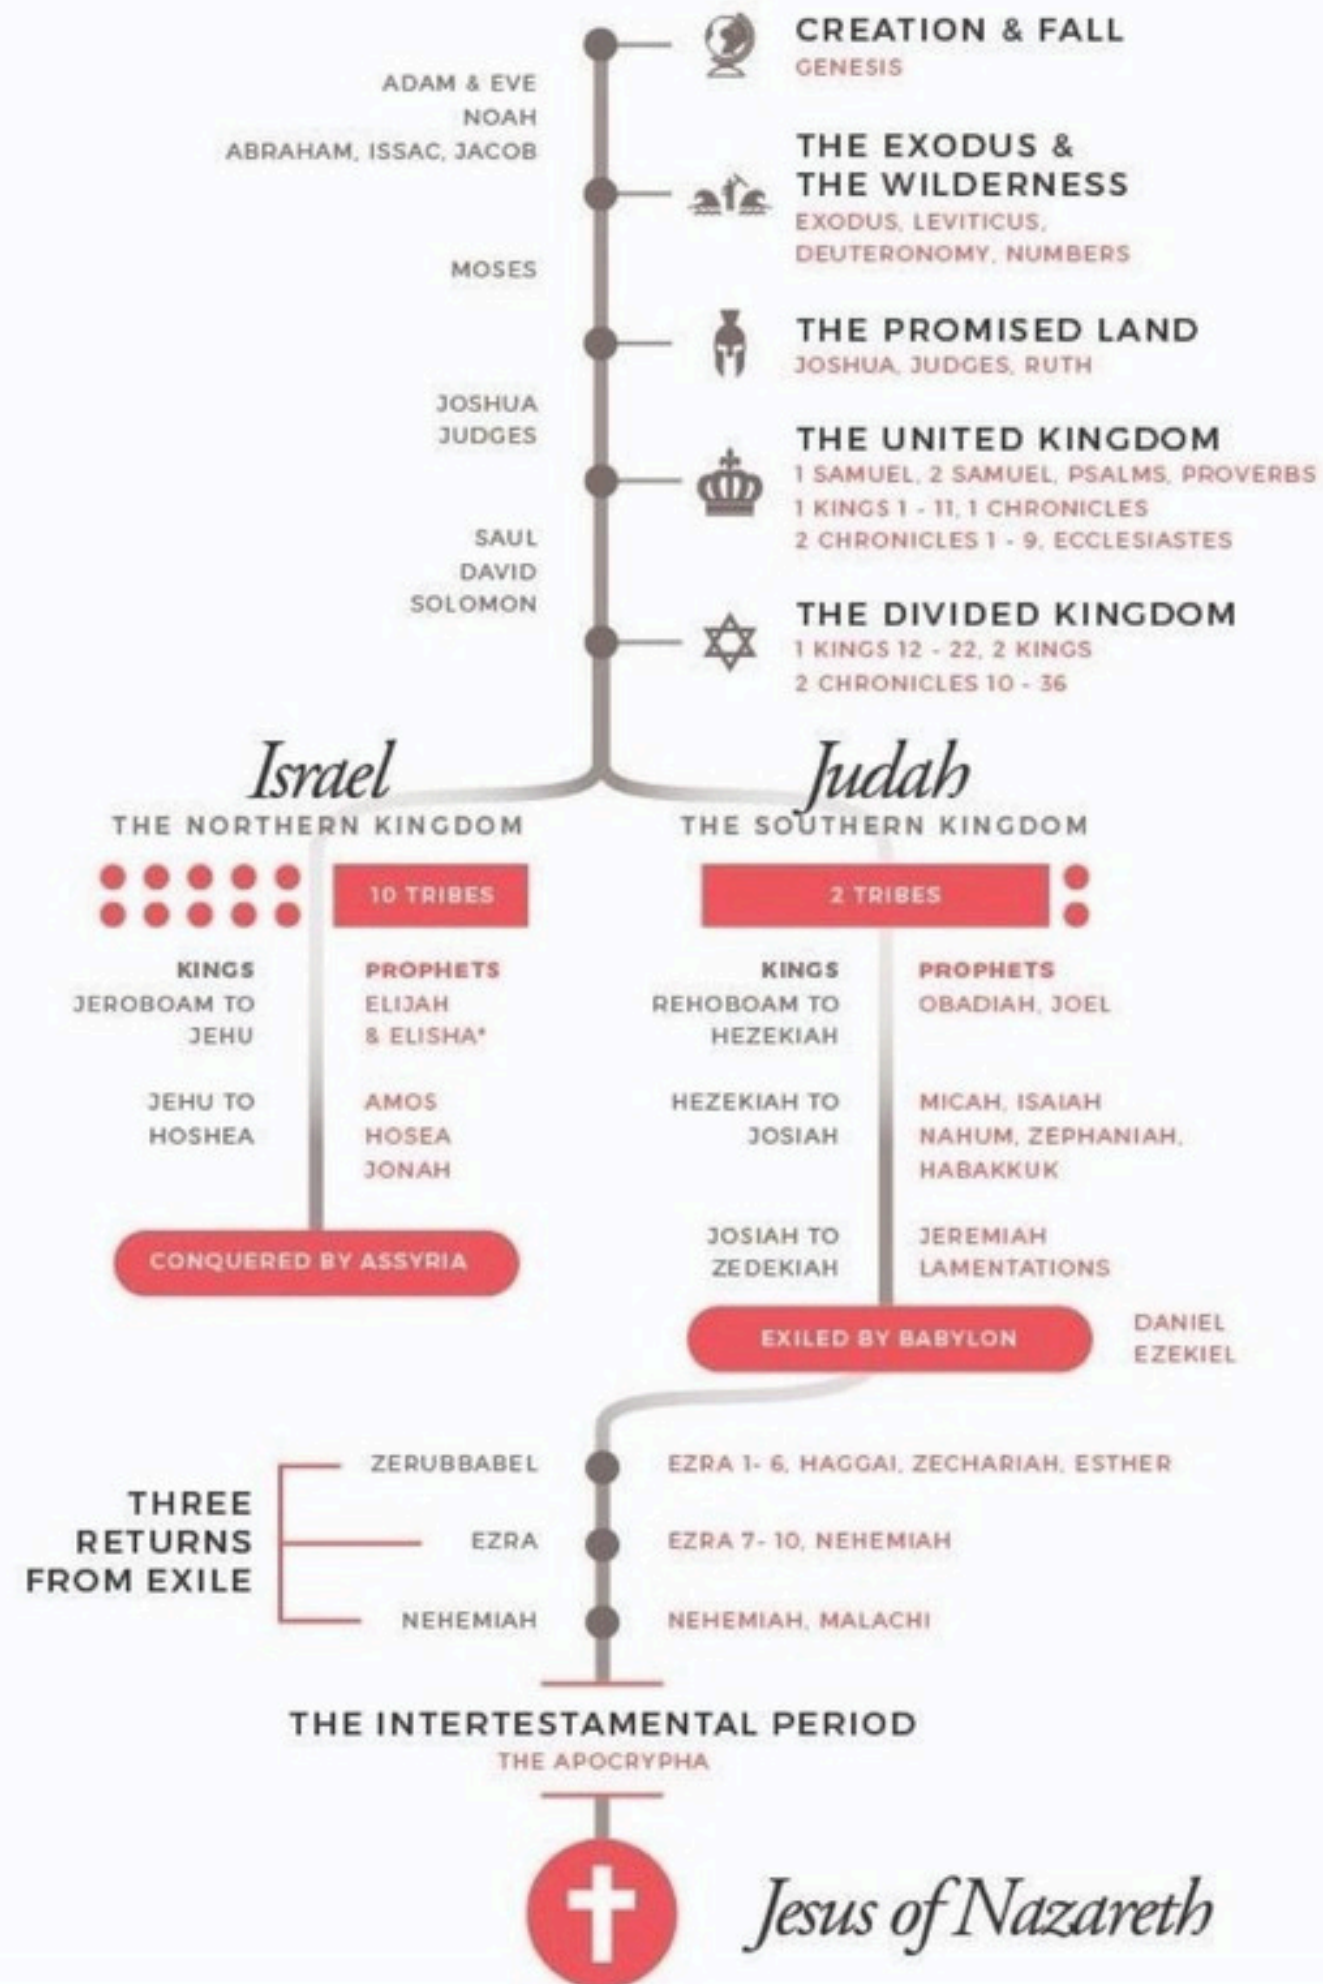 CREATION & FALL
GENESIS
ADAM & EVE
NOAH
ABRAHAM, ISSAC, JACOB
THE EXODUS &
THE WILDERNESS
EXODUS, LEVITICUS,
DEUTERONOMY, NUMBERS
MOSES
THE PROMISED LAND
JOSHUA, JUDGES, RUTH
JOSHUA
JUDGES
THE UNITED KINGDOM
1 SAMUEL, 2 SAMUEL, PSALMS, PROVERBS
1 KINGS 1 - 11, 1 CHRONICLES
2 CHRONICLES 1 - 9, ECCLESIASTES
SAUL
DAVID
SOLOMON
THE DIVIDED KINGDOM
1 KINGS 12 - 22, 2 KINGS
2 CHRONICLES 10 - 36
Israel
THE NORTHERN KINGDOM
10 TRIBES
KINGS
JEROBOAM TO
JEHU
PROPHETS
ELIJAH
& ELISHA*
JEHU TO
HOSHEA
AMOS
HOSEA
JONAH
CONQUERED BY ASSYRIA
Judah
THE SOUTHERN KINGDOM
2 TRIBES
KINGS
REHOBOAM TO
HEZEKIAH
PROPHETS
OBADIAH, JOEL
HEZEKIAH TO
JOSIAH
MICAH, ISAIAH
NAHUM, ZEPHANIAH,
HABAKKUK
JOSIAH TO
ZEDEKIAH
JEREMIAH
LAMENTATIONS
EXILED BY BABYLON
DANIEL
EZEKIEL
THREE
RETURNS
FROM EXILE
ZERUBBABEL
EZRA 1- 6, HAGGAI, ZECHARIAH, ESTHER
EZRA
EZRA 7- 10, NEHEMIAH
NEHEMIAH
NEHEMIAH, MALACHI
THE INTERTESTAMENTAL PERIOD
THE APOCRYPHA
Jesus of Nazareth